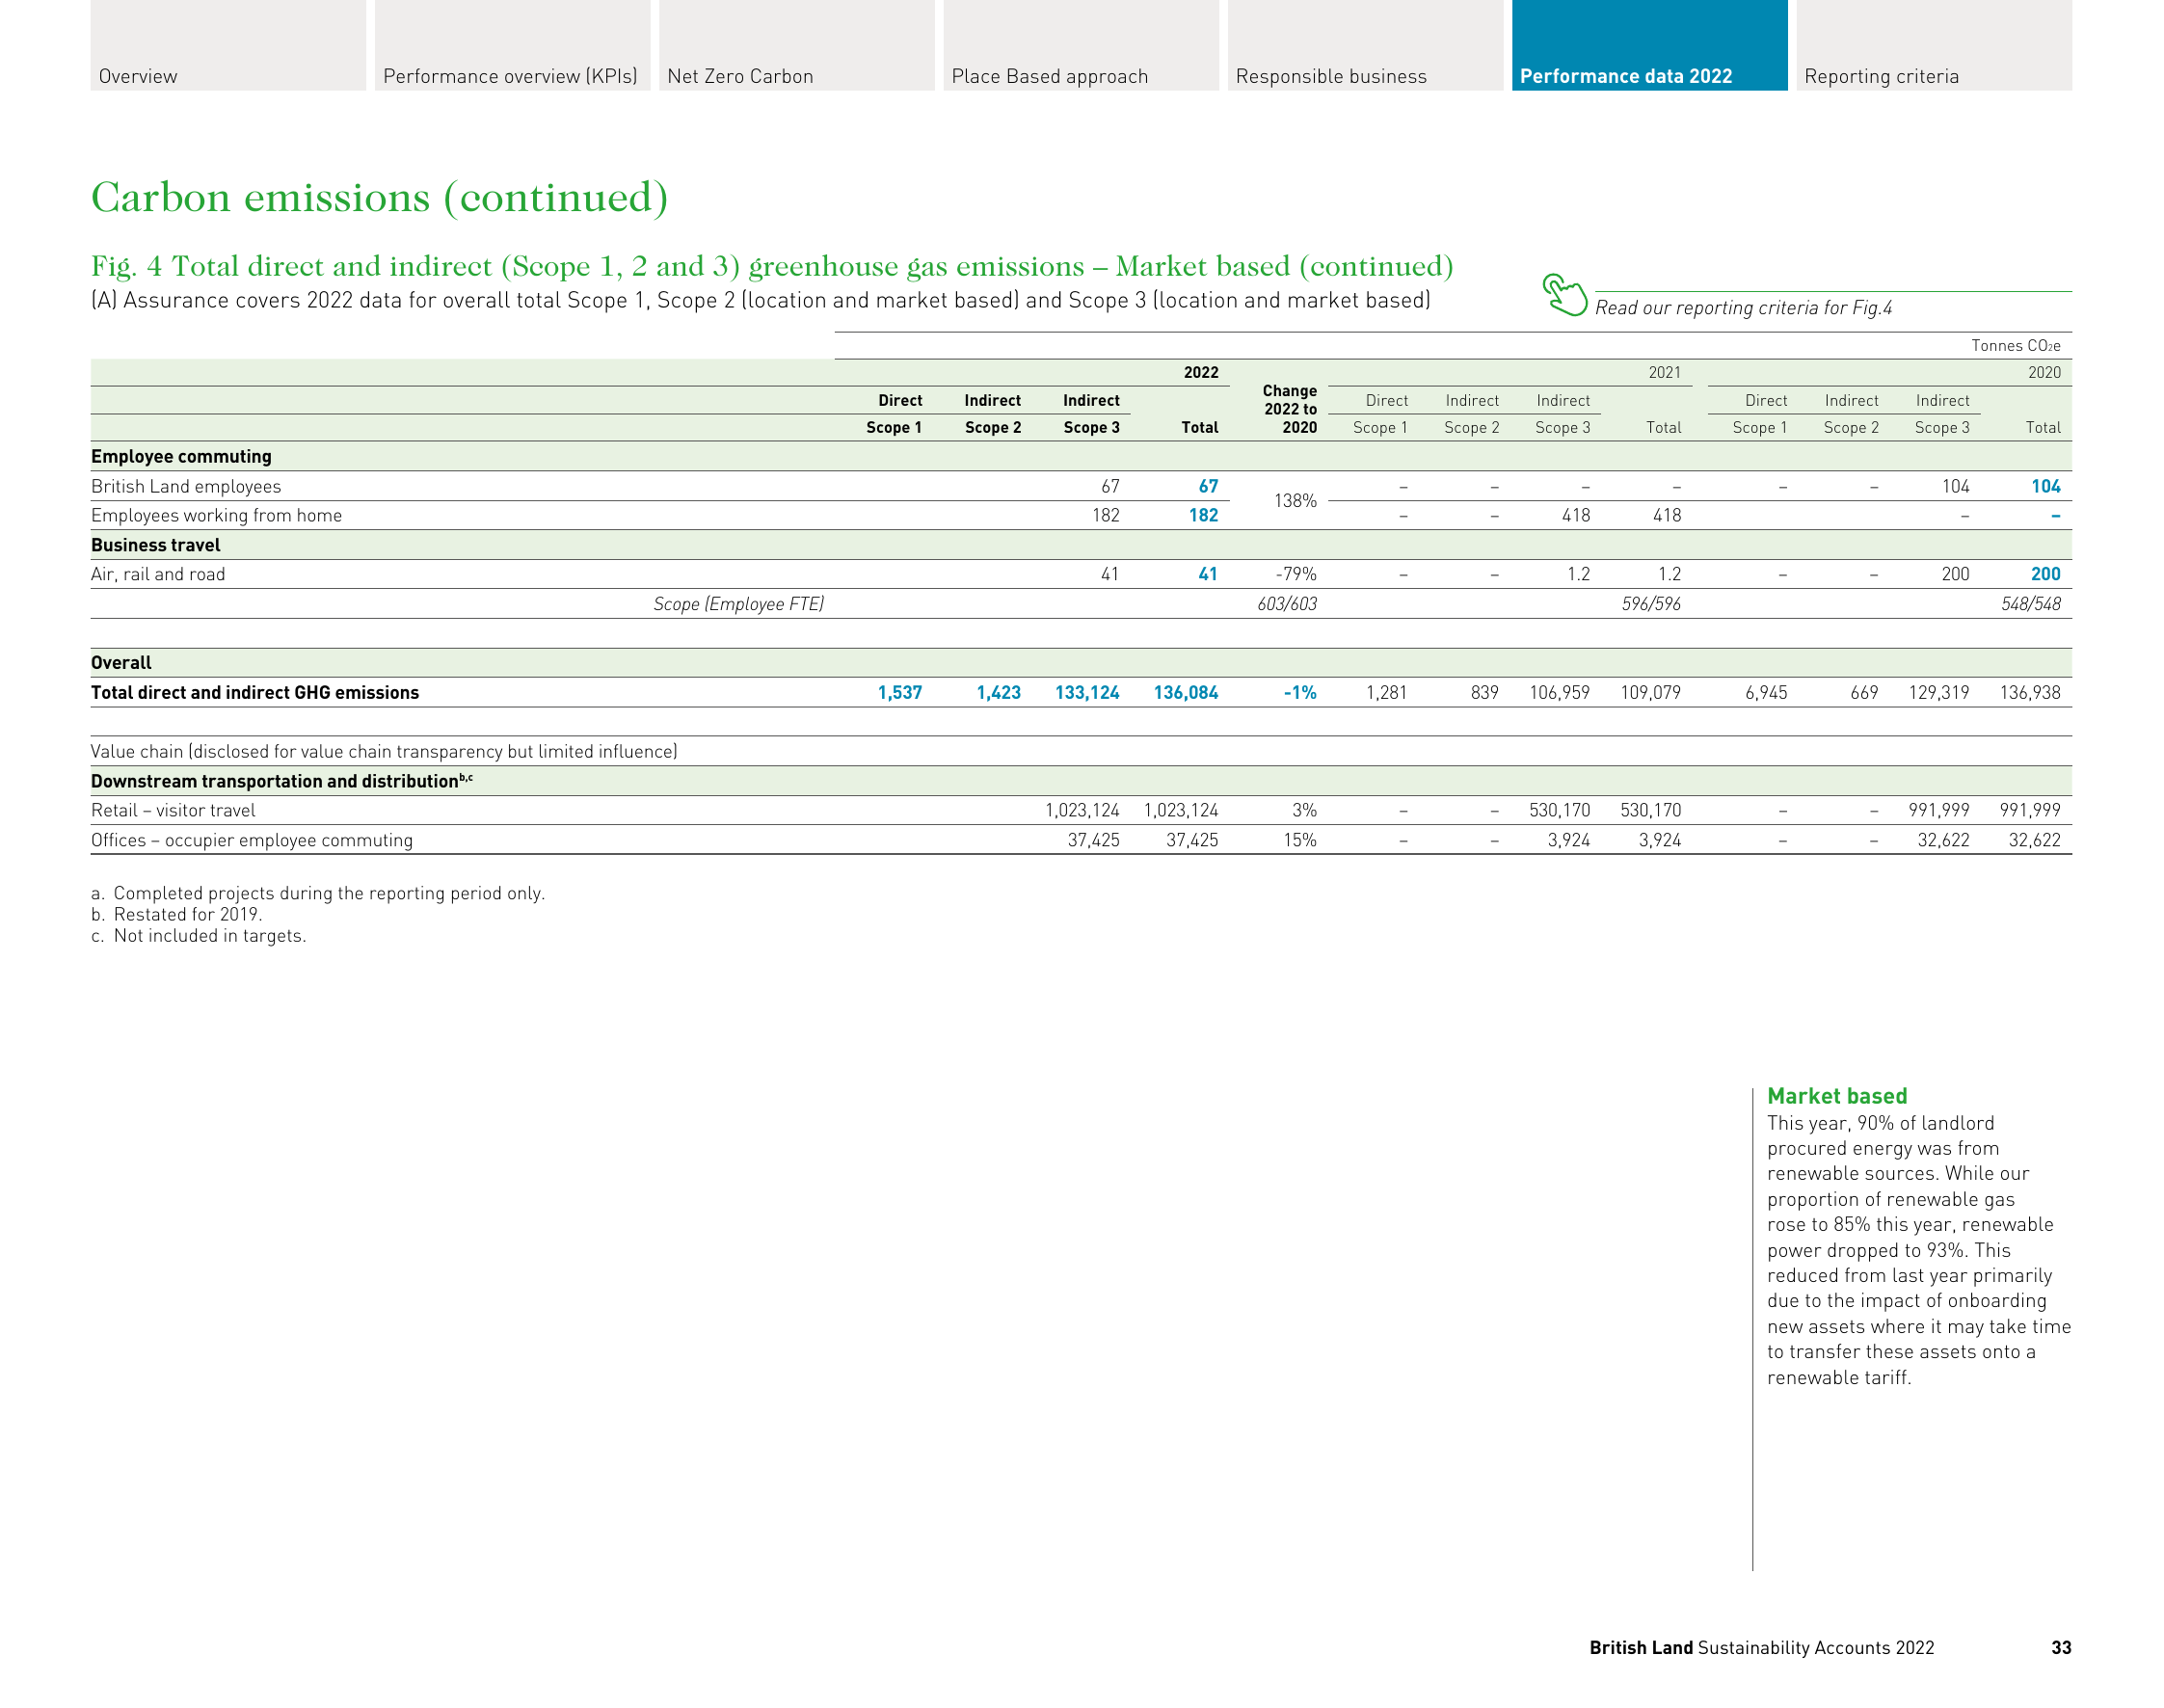 Overview Performance overview (KPIs) Net Zero Carbon Place Based approach Responsible business Performance data 2022 Reporting criteria
Carbon emissions (continued)
Fig. 4 Total direct and indirect (Scope 1, 2 and 3) greenhouse gas emissions – Market based (continued)
(A) Assurance covers 2022 data for overall total Scope 1, Scope 2 (location and market based) and Scope 3 (location and market based)
Read our reporting criteria for Fig.4
Tonnes CO2e
2022 Change 2022 to 2020 2021 2020
Direct Indirect Indirect Direct Indirect Indirect Direct Indirect Indirect
Scope 1 Scope 2 Scope 3 Total Scope 1 Scope 2 Scope 3 Total Scope 1 Scope 2 Scope 3 Total
Employee commuting
British Land employees 67 67 138% – – – – – – 104 104
Employees working from home 182 182 – – 418 418 – –
Business travel
Air, rail and road 41 41 -79% – – 1.2 1.2 – – 200 200
Scope (Employee FTE) 603/603 596/596 548/548
Overall
Total direct and indirect GHG emissions 1,537 1,423 133,124 136,084 -1% 1,281 839 106,959 109,079 6,945 669 129,319 136,938
Value chain (disclosed for value chain transparency but limited influence)
Downstream transportation and distribution b,c
Retail – visitor travel 1,023,124 1,023,124 3% – – 530,170 530,170 – – 991,999 991,999
Offices – occupier employee commuting 37,425 37,425 15% – – 3,924 3,924 – – 32,622 32,622
a. Completed projects during the reporting period only.
b. Restated for 2019.
c. Not included in targets.
Market based
This year, 90% of landlord
procured energy was from
renewable sources. While our
proportion of renewable gas
rose to 85% this year, renewable
power dropped to 93%. This
reduced from last year primarily
due to the impact of onboarding
new assets where it may take time
to transfer these assets onto a
renewable tariff.
British Land Sustainability Accounts 2022 33